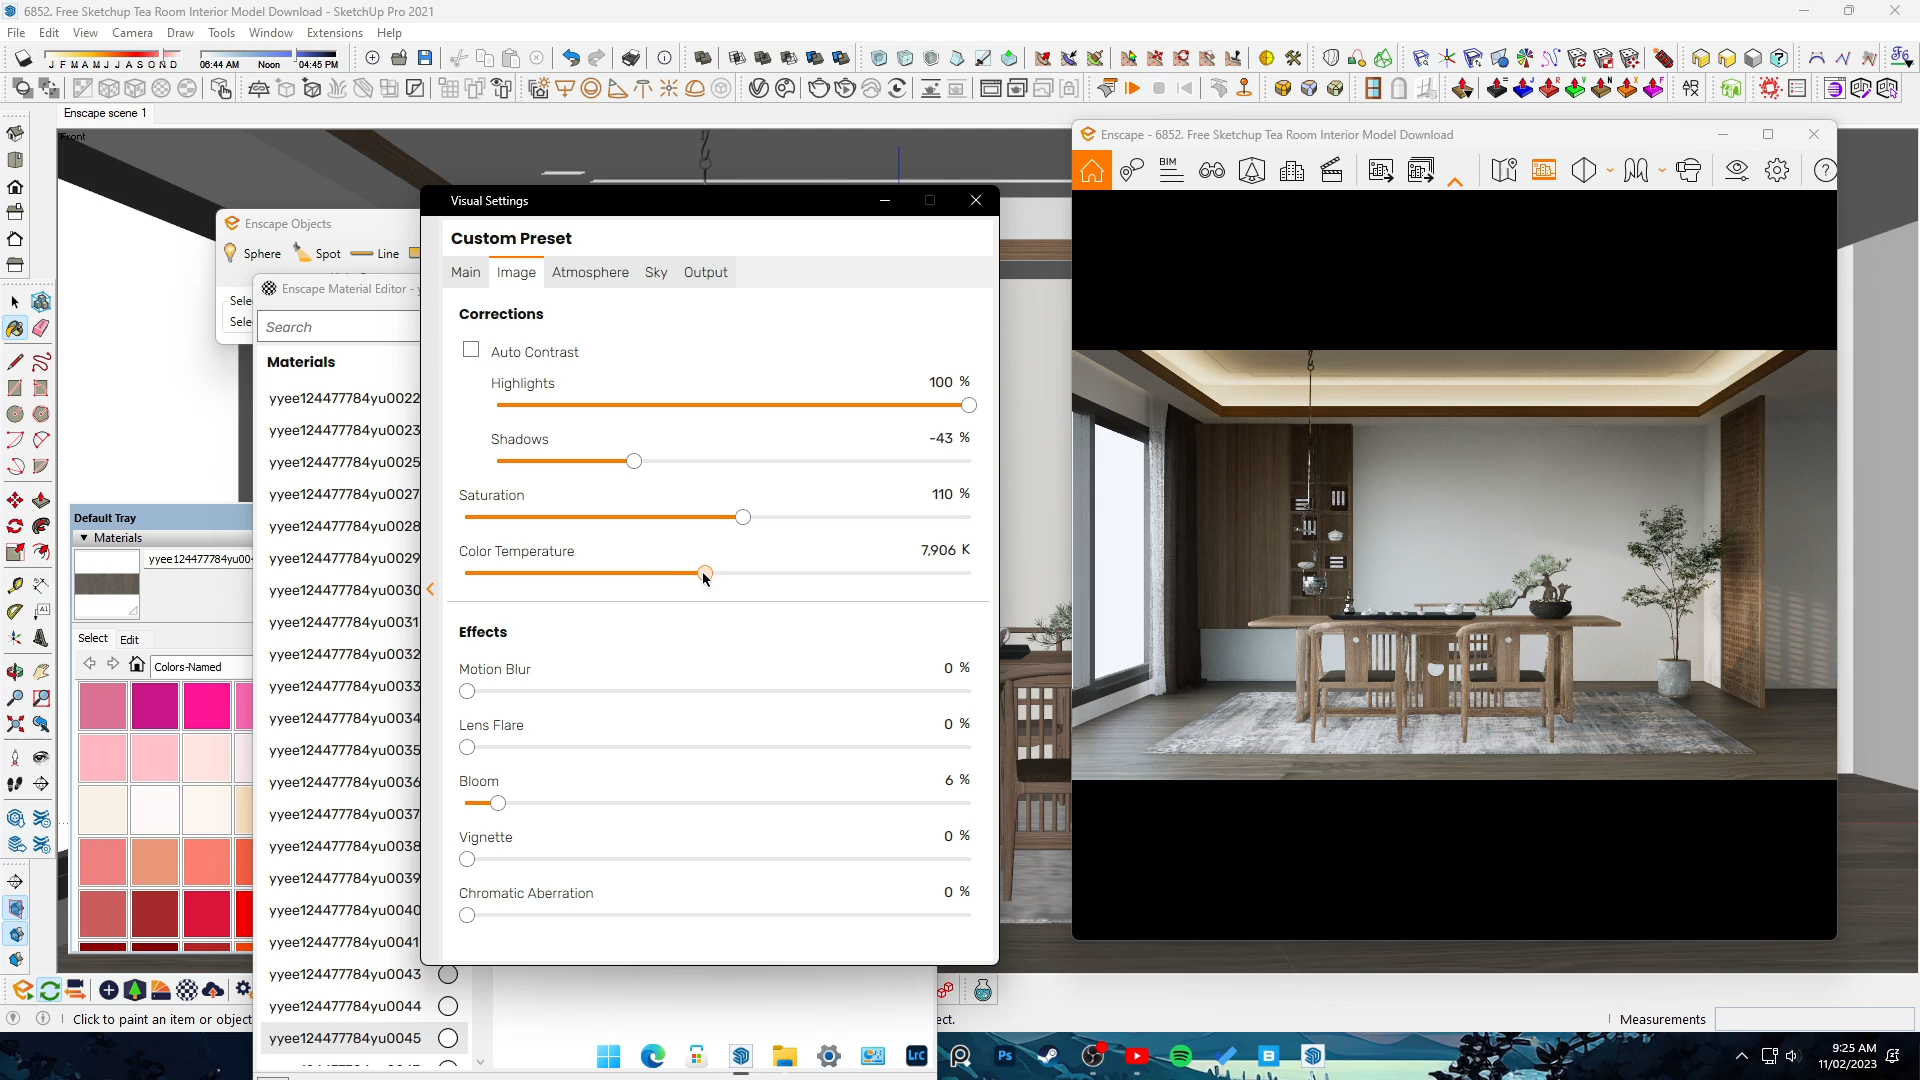 6852. Free Sketchup Tea Room Interior Model Download - SketchUp Pro 2021
File Edit View Camera Draw Tools Window Extensions Help
J F M A M J J A S O N D 06:44 AM Noon 04:45 PM
Enscape scene 1
Front
Enscape - 6852. Free Sketchup Tea Room Interior Model Download
BIM
Visual Settings
Enscape Objects
Sphere Spot Line
Custom Preset
Main Image Atmosphere Sky Output
Enscape Material Editor - y
Sele
Sele
Search
Materials
yyee124477784yu0022
yyee124477784yu0023
yyee124477784yu0025
yyee124477784yu0027
yyee124477784yu0028
yyee124477784yu0029
yyee124477784yu0030
yyee124477784yu0031
yyee124477784yu0032
yyee124477784yu0033
yyee124477784yu0034
yyee124477784yu0035
yyee124477784yu0036
yyee124477784yu0037
yyee124477784yu0038
yyee124477784yu0039
yyee124477784yu0040
yyee124477784yu0041
yyee124477784yu0043
yyee124477784yu0044
yyee124477784yu0045
Corrections
Auto Contrast
Highlights 100 %
Shadows -43 %
Saturation 110 %
Color Temperature 7,906 K
Effects
Motion Blur 0 %
Lens Flare 0 %
Bloom 6 %
Vignette 0 %
Chromatic Aberration 0 %
Default Tray
Materials
yyee124477784yu004
Select Edit
Colors-Named
Click to paint an item or object
ect.
Measurements
LrC
Ps
9:25 AM
11/02/2023